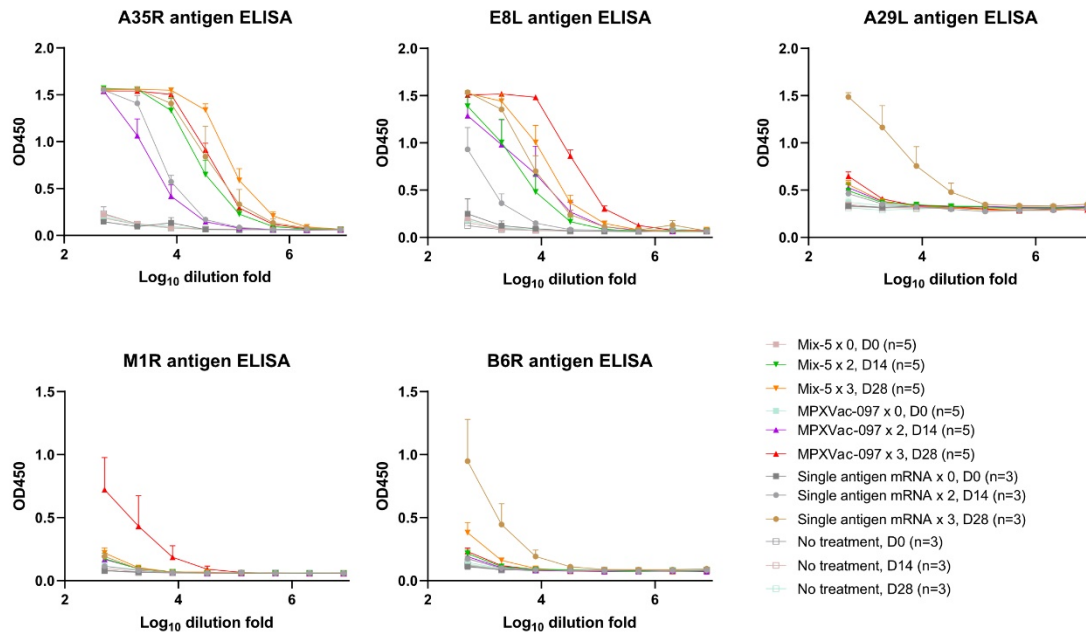 A35R antigen ELISA
2.0
1.5
1.0
0.5
0.0
OD450
2
4
6
Log10 dilution fold
E8L antigen ELISA
2.0
1.5
1.0
0.5
0.0
OD450
2
4
6
Log10 dilution fold
A29L antigen ELISA
2.0
1.5
1.0
0.5
0.0
OD450
2
4
6
Log10 dilution fold
M1R antigen ELISA
1.5
1.0
0.5
0.0
OD450
2
4
6
Log10 dilution fold
B6R antigen ELISA
1.5
1.0
0.5
0.0
OD450
2
4
6
Log10 dilution fold
Mix-5 x 0, D0 (n=5)
Mix-5 x 2, D14 (n=5)
Mix-5 x 3, D28 (n=5)
MPXVac-097 x 0, D0 (n=5)
MPXVac-097 x 2, D14 (n=5)
MPXVac-097 x 3, D28 (n=5)
Single antigen mRNA x 0, D0 (n=3)
Single antigen mRNA x 2, D14 (n=3)
Single antigen mRNA x 3, D28 (n=3)
No treatment, D0 (n=3)
No treatment, D14 (n=3)
No treatment, D28 (n=3)